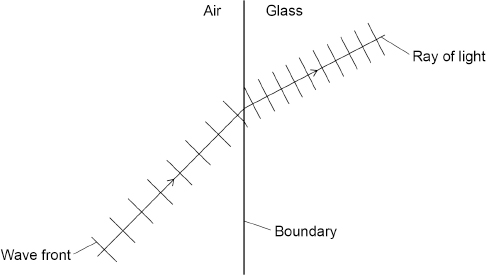 Air
Glass
Ray of light
Boundary
Wave front